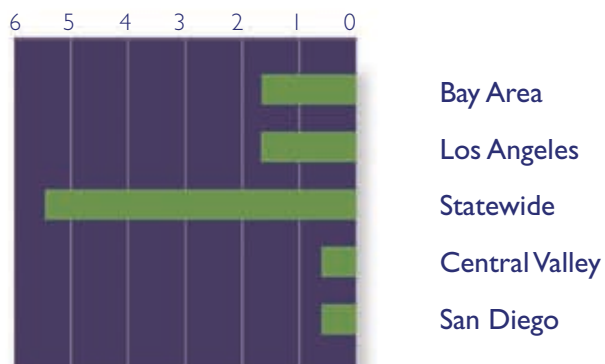 6 5 4 3 2 1 0
Bay Area
Los Angeles
Statewide
Central Valley
San Diego